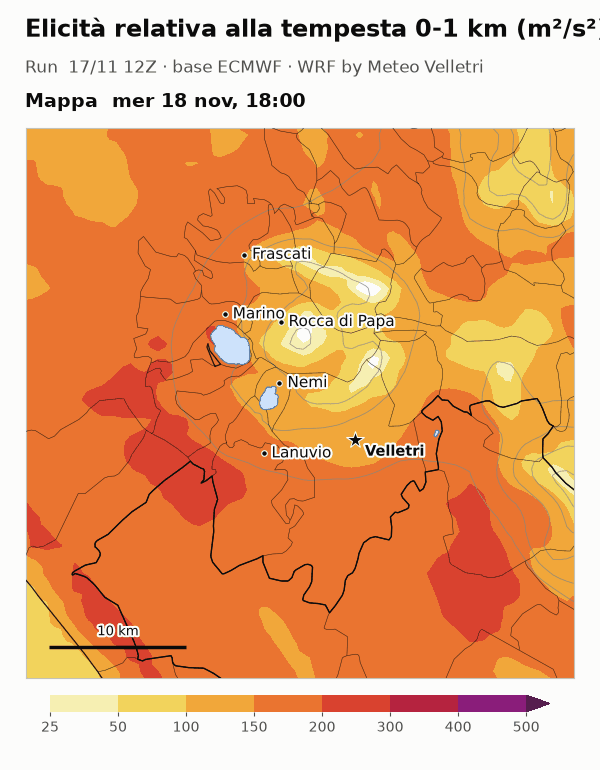 Elicità relativa alla tempesta 0-1 km (m²/s²)
Run 17/11 12Z · base ECMWF · WRF by Meteo Velletri
Mappa mer 18 nov, 18:00
Frascati
Marino
Rocca di Papa
Nemi
Velletri
Lanuvio
10 km
25 50 100 150 200 300 400 500